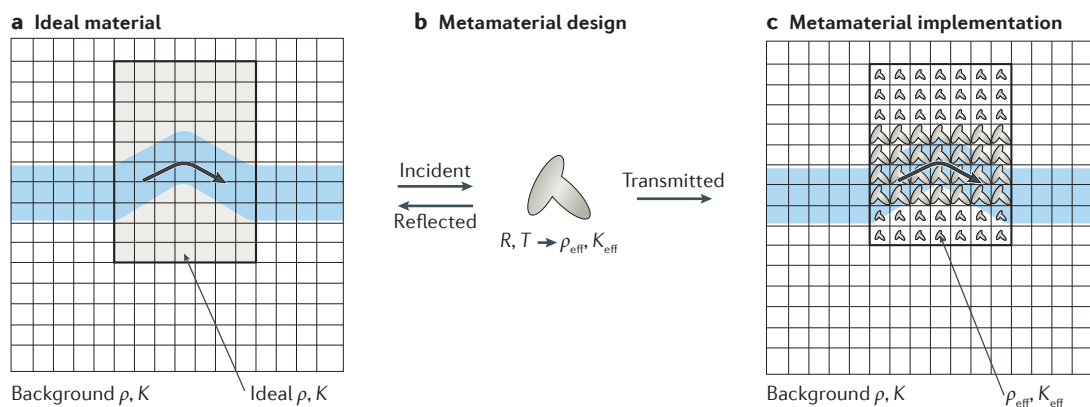 a Ideal material
b Metamaterial design
c Metamaterial implementation
Incident
Reflected
Transmitted
R, T → ρeff, Keff
Background ρ, K
Ideal ρ, K
Background ρ, K
ρeff, Keff